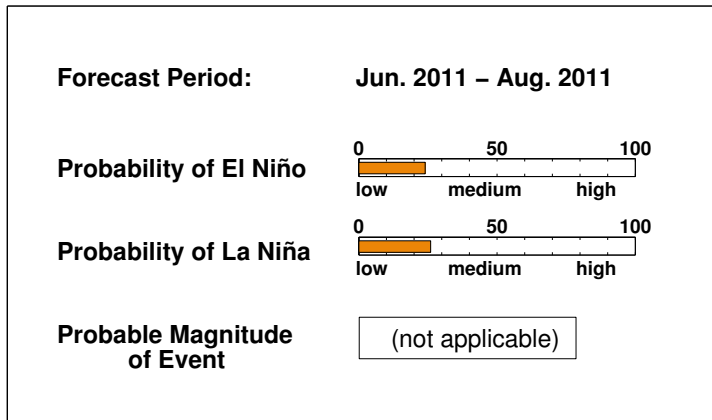 Forecast Period: Jun. 2011 – Aug. 2011
0 50 100
Probability of El Niño
low medium high
0 50 100
Probability of La Niña
low medium high
Probable Magnitude
of Event
(not applicable)